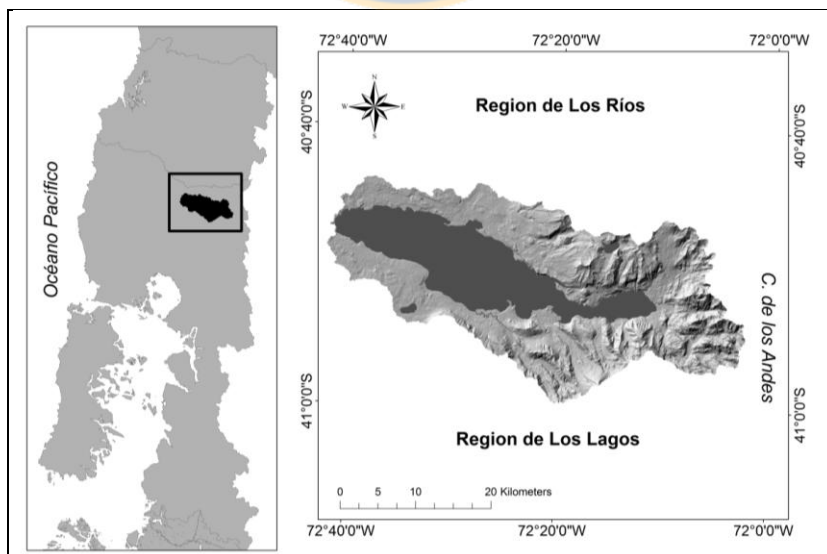 Océano Pacífico
72°40'0"W
72°20'0"W
72°0'0"W
N
W
E
S
Region de Los Ríos
40°40'0"S
40°40'0"S
C. de los Andes
41°0'0"S
41°0'0"S
Region de Los Lagos
0 5 10 20 Kilometers
72°40'0"W
72°20'0"W
72°0'0"W